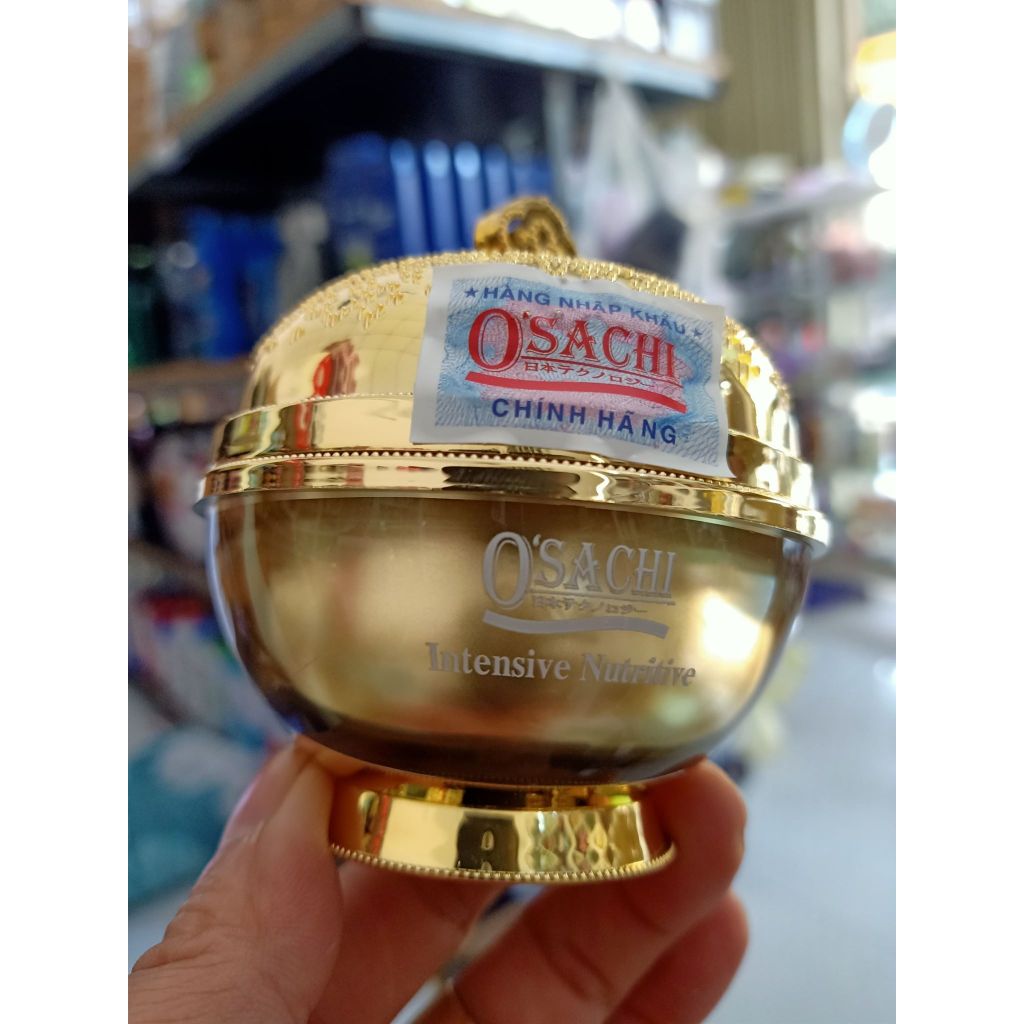 ★HÀNG NHẬP KHẨU★
O'SACHI
日本テクノロジー
CHÍNH HÃNG
O'SACHI
日本テクノロジー
Intensive Nutritive